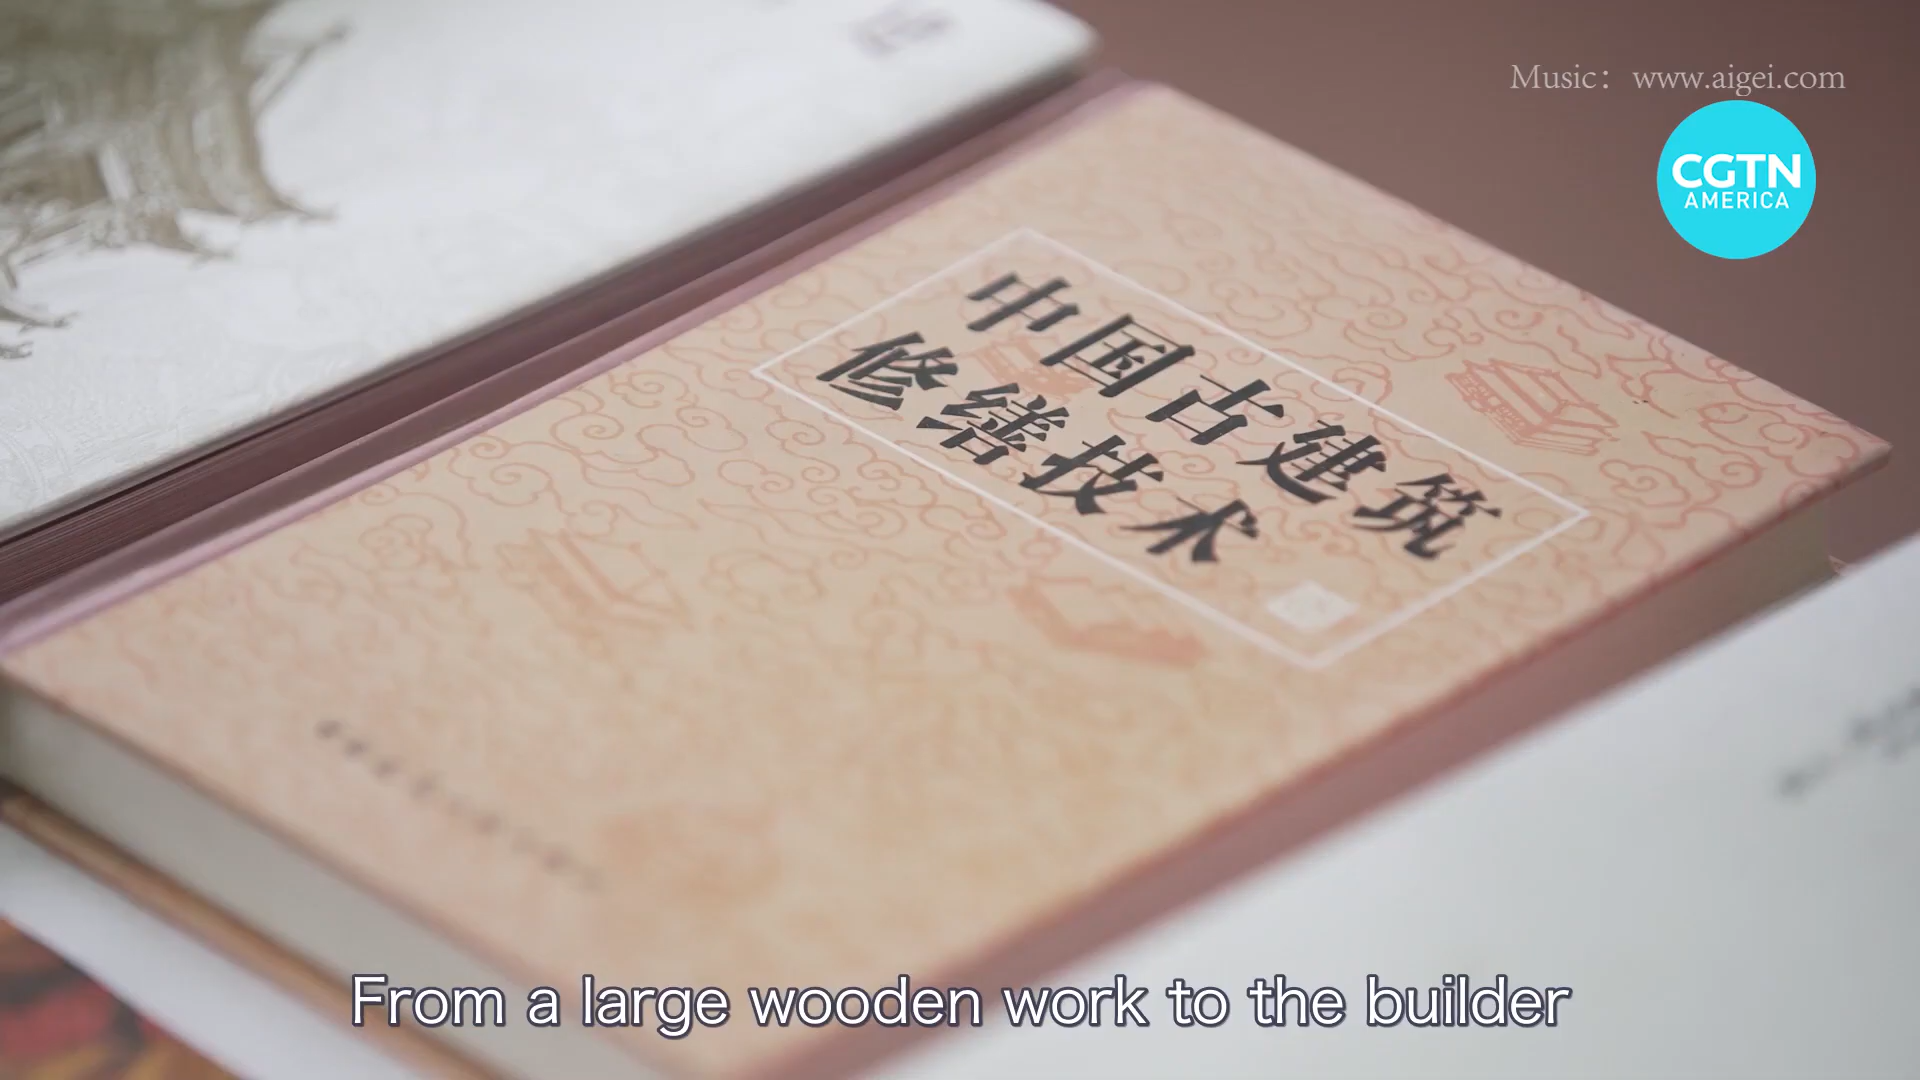 Music: www.aigei.com
CGTN
AMERICA
中国古建筑
修缮技术
From a large wooden work to the builder